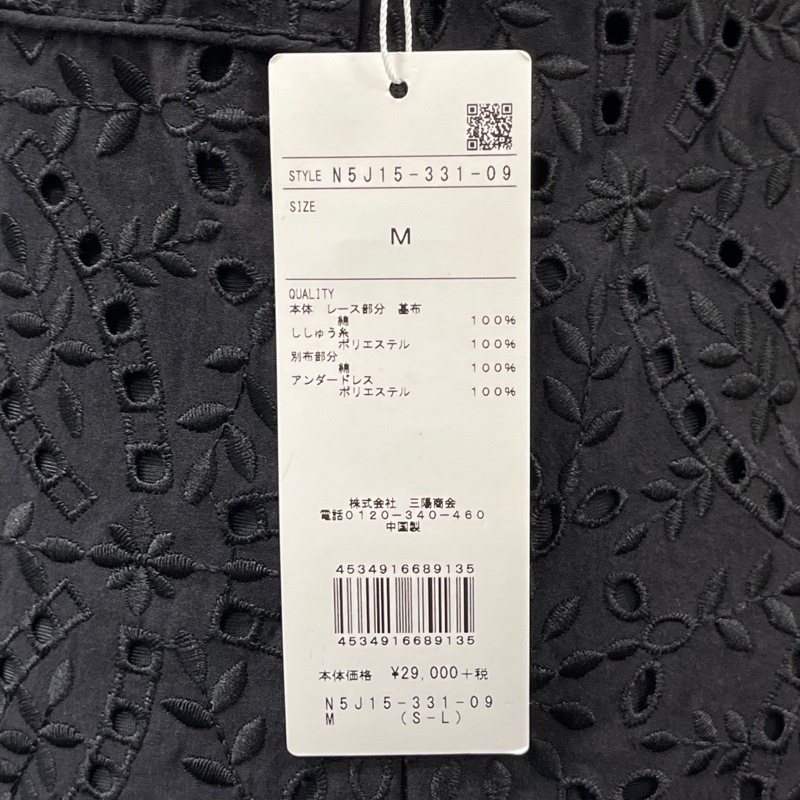 STYLE N5J15-331-09
SIZE
M
QUALITY
本体 レース部分 基布
綿 100%
ししゅう糸
ポリエステル 100%
別布部分
綿 100%
アンダードレス
ポリエステル 100%
株式会社 三陽商会
電話0120-340-460
中国製
4534916689135
4534916689135
本体価格 ¥29,000+税
N5J15-331-09
M (S-L)